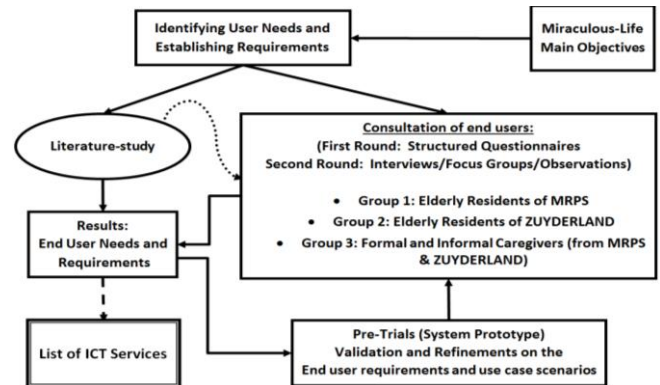 Identifying User Needs and
Establishing Requirements
Miraculous-Life
Main Objectives
Literature-study
Consultation of end users:
(First Round: Structured Questionnaires
Second Round: Interviews/Focus Groups/Observations)
• Group 1: Elderly Residents of MRPS
• Group 2: Elderly Residents of ZUYDERLAND
• Group 3: Formal and Informal Caregivers (from MRPS
& ZUYDERLAND)
Results:
End User Needs and
Requirements
List of ICT Services
Pre-Trials (System Prototype)
Validation and Refinements on the
End user requirements and use case scenarios